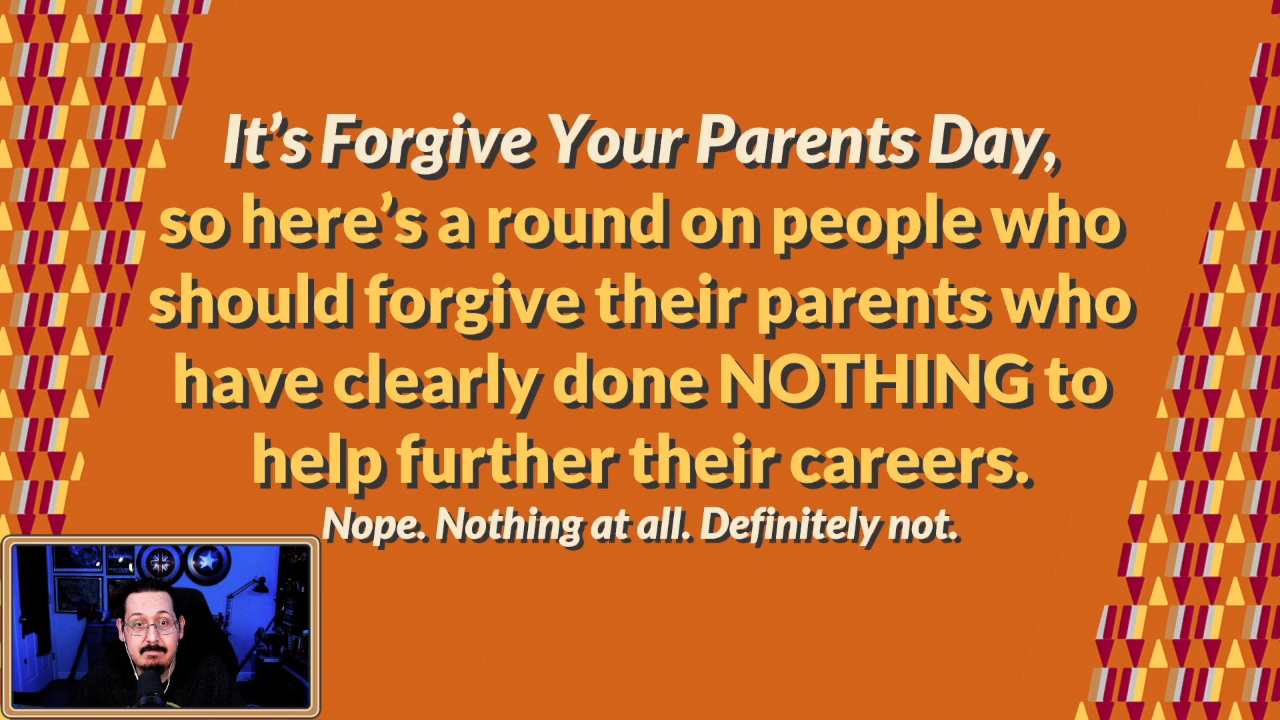 It’s Forgive Your Parents Day,
so here’s a round on people who
should forgive their parents who
have clearly done NOTHING to
help further their careers.
Nope. Nothing at all. Definitely not.